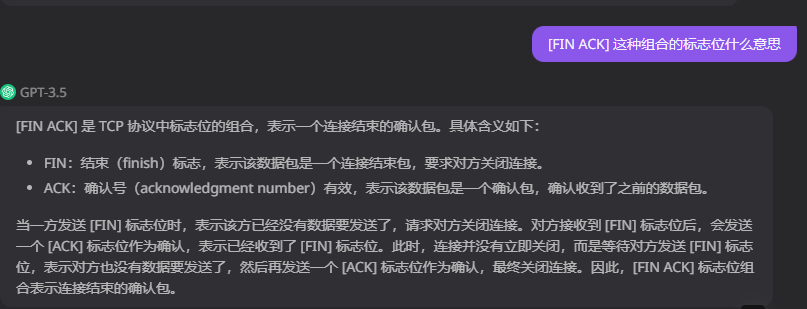 [FIN ACK] 这种组合的标志位什么意思
GPT-3.5
[FIN ACK] 是 TCP 协议中标志位的组合，表示一个连接结束的确认包。具体含义如下：
• FIN：结束（finish）标志，表示该数据包是一个连接结束包，要求对方关闭连接。
• ACK：确认号（acknowledgment number）有效，表示该数据包是一个确认包，确认收到了之前的数据包。
当一方发送 [FIN] 标志位时，表示该方已经没有数据要发送了，请求对方关闭连接。对方接收到 [FIN] 标志位后，会发送
一个 [ACK] 标志位作为确认，表示已经收到了 [FIN] 标志位。此时，连接并没有立即关闭，而是等待对方发送 [FIN] 标志
位，表示对方也没有数据要发送了，然后再发送一个 [ACK] 标志位作为确认，最终关闭连接。因此，[FIN ACK] 标志位组
合表示连接结束的确认包。